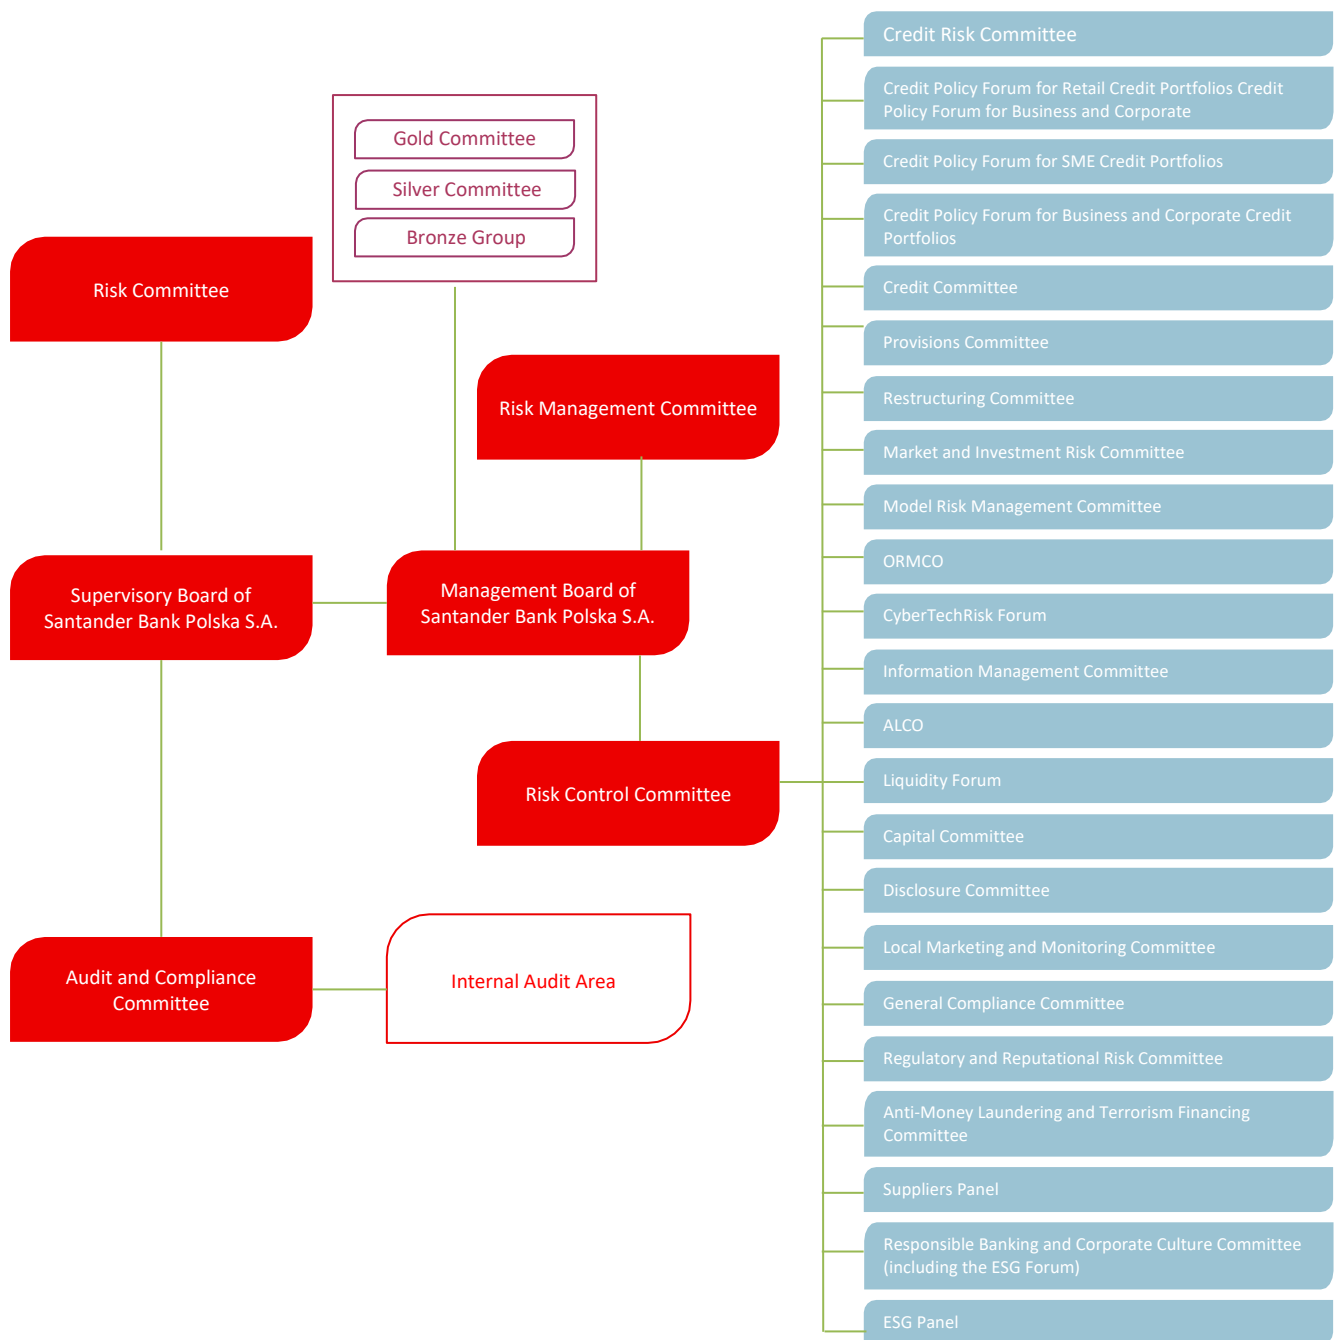 Gold Committee
Silver Committee
Bronze Group
Risk Committee
Risk Management Committee
Supervisory Board of
Santander Bank Polska S.A.
Management Board of
Santander Bank Polska S.A.
Risk Control Committee
Audit and Compliance
Committee
Internal Audit Area
Credit Risk Committee
Credit Policy Forum for Retail Credit Portfolios Credit
Policy Forum for Business and Corporate
Credit Policy Forum for SME Credit Portfolios
Credit Policy Forum for Business and Corporate Credit
Portfolios
Credit Committee
Provisions Committee
Restructuring Committee
Market and Investment Risk Committee
Model Risk Management Committee
ORMCO
CyberTechRisk Forum
Information Management Committee
ALCO
Liquidity Forum
Capital Committee
Disclosure Committee
Local Marketing and Monitoring Committee
General Compliance Committee
Regulatory and Reputational Risk Committee
Anti-Money Laundering and Terrorism Financing
Committee
Suppliers Panel
Responsible Banking and Corporate Culture Committee
(including the ESG Forum)
ESG Panel